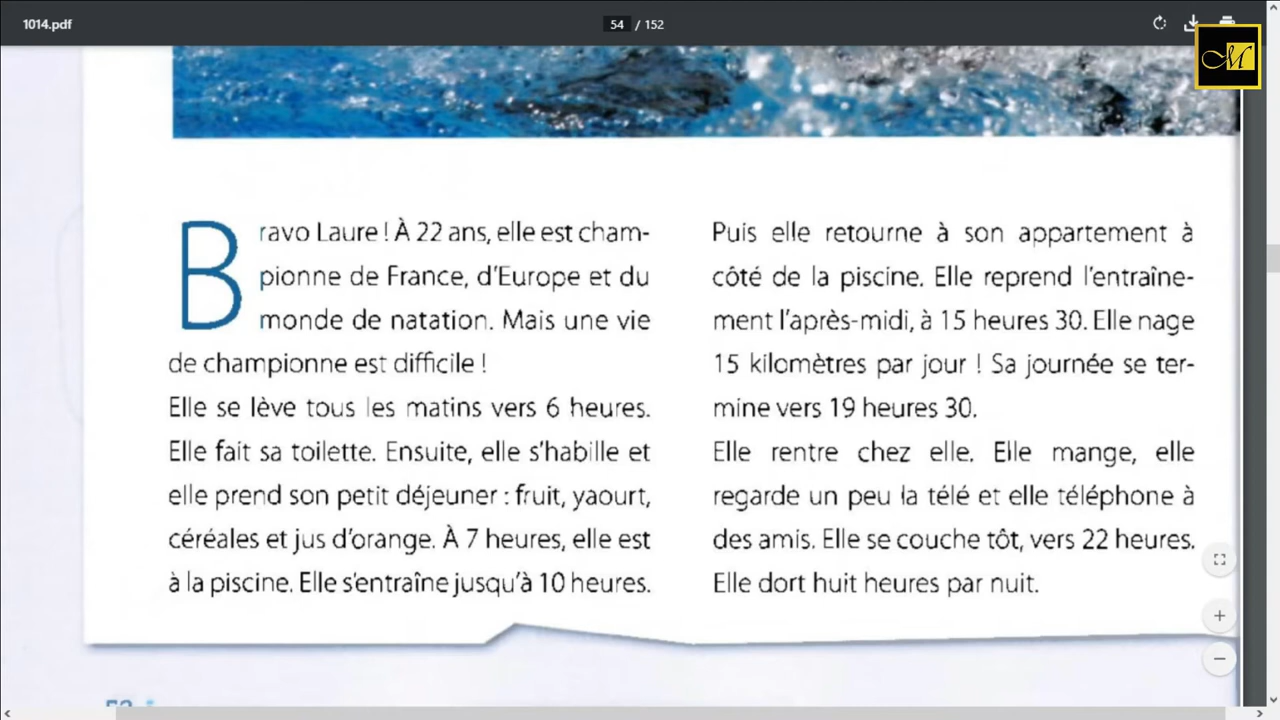 1014.pdf
54 / 152
M
Bravo Laure ! À 22 ans, elle est cham-
pionne de France, d'Europe et du
monde de natation. Mais une vie
de championne est difficile !
Elle se lève tous les matins vers 6 heures.
Elle fait sa toilette. Ensuite, elle s'habille et
elle prend son petit déjeuner : fruit, yaourt,
céréales et jus d'orange. À 7 heures, elle est
à la piscine. Elle s'entraîne jusqu'à 10 heures.
Puis elle retourne à son appartement à
côté de la piscine. Elle reprend l'entraîne-
ment l'après-midi, à 15 heures 30. Elle nage
15 kilomètres par jour ! Sa journée se ter-
mine vers 19 heures 30.
Elle rentre chez elle. Elle mange, elle
regarde un peu la télé et elle téléphone à
des amis. Elle se couche tôt, vers 22 heures.
Elle dort huit heures par nuit.